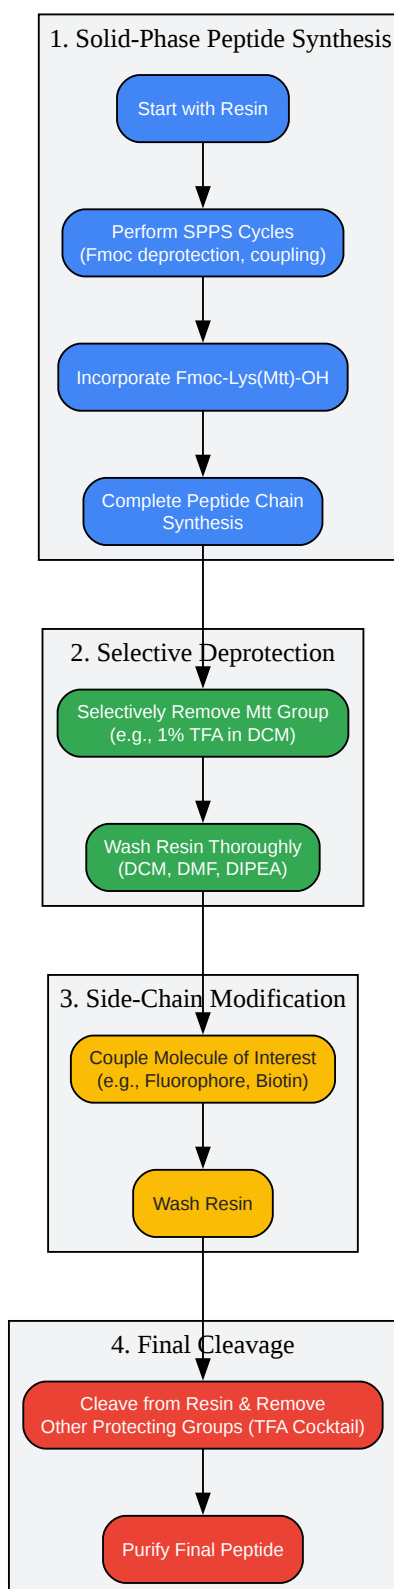 1. Solid-Phase Peptide Synthesis
Start with Resin
Perform SPPS Cycles
(Fmoc deprotection, coupling)
Incorporate Fmoc-Lys(Mtt)-OH
Complete Peptide Chain
Synthesis
2. Selective Deprotection
Selectively Remove Mtt Group
(e.g., 1% TFA in DCM)
Wash Resin Thoroughly
(DCM, DMF, DIPEA)
3. Side-Chain Modification
Couple Molecule of Interest
(e.g., Fluorophore, Biotin)
Wash Resin
4. Final Cleavage
Cleave from Resin & Remove
Other Protecting Groups (TFA Cocktail)
Purify Final Peptide